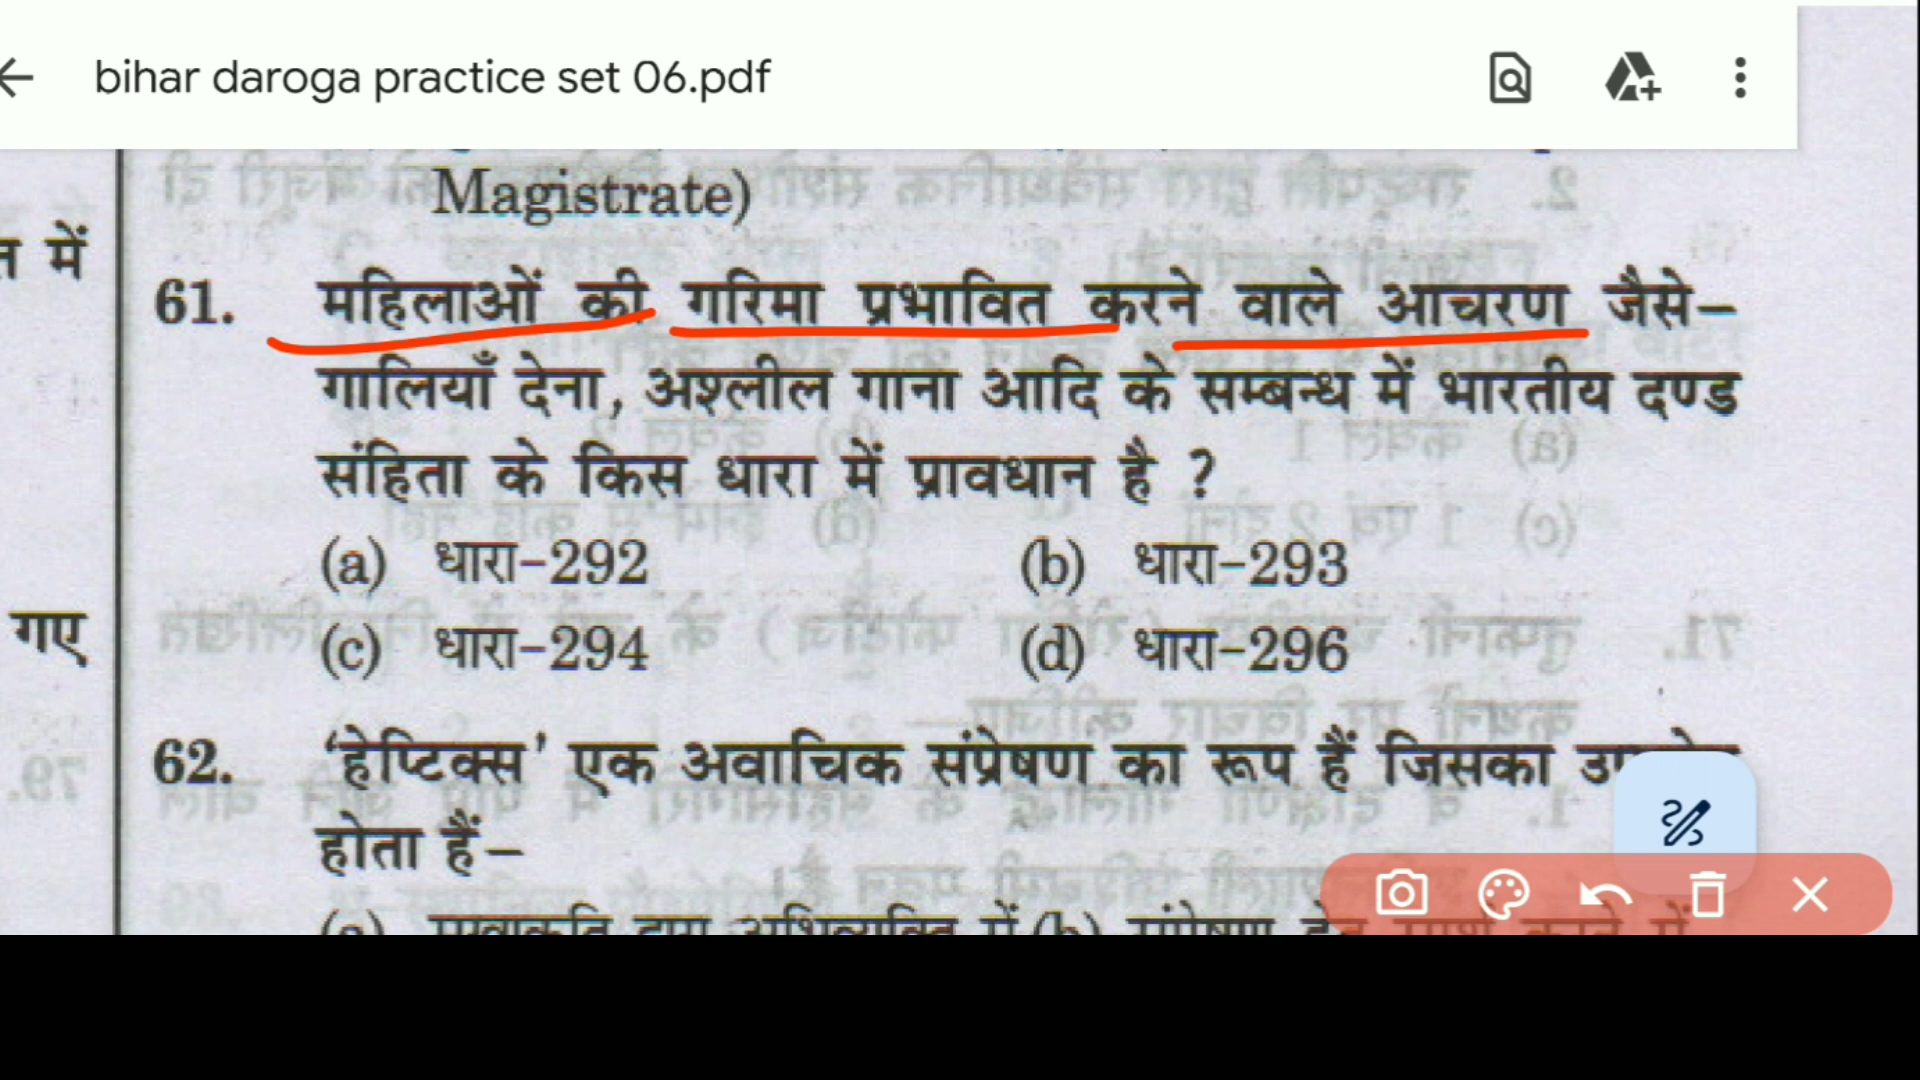 bihar daroga practice set 06.pdf
Magistrate)
त में
61. महिलाओं की गरिमा प्रभावित करने वाले आचरण जैसे–
गालियाँ देना, अश्लील गाना आदि के सम्बन्ध में भारतीय दण्ड
संहिता के किस धारा में प्रावधान है ?
(a) धारा–292 (b) धारा–293
गए
(c) धारा–294 (d) धारा–296
62. 'हेप्टिक्स' एक अवाचिक संप्रेषण का रूप हैं जिसका
होता हैं–